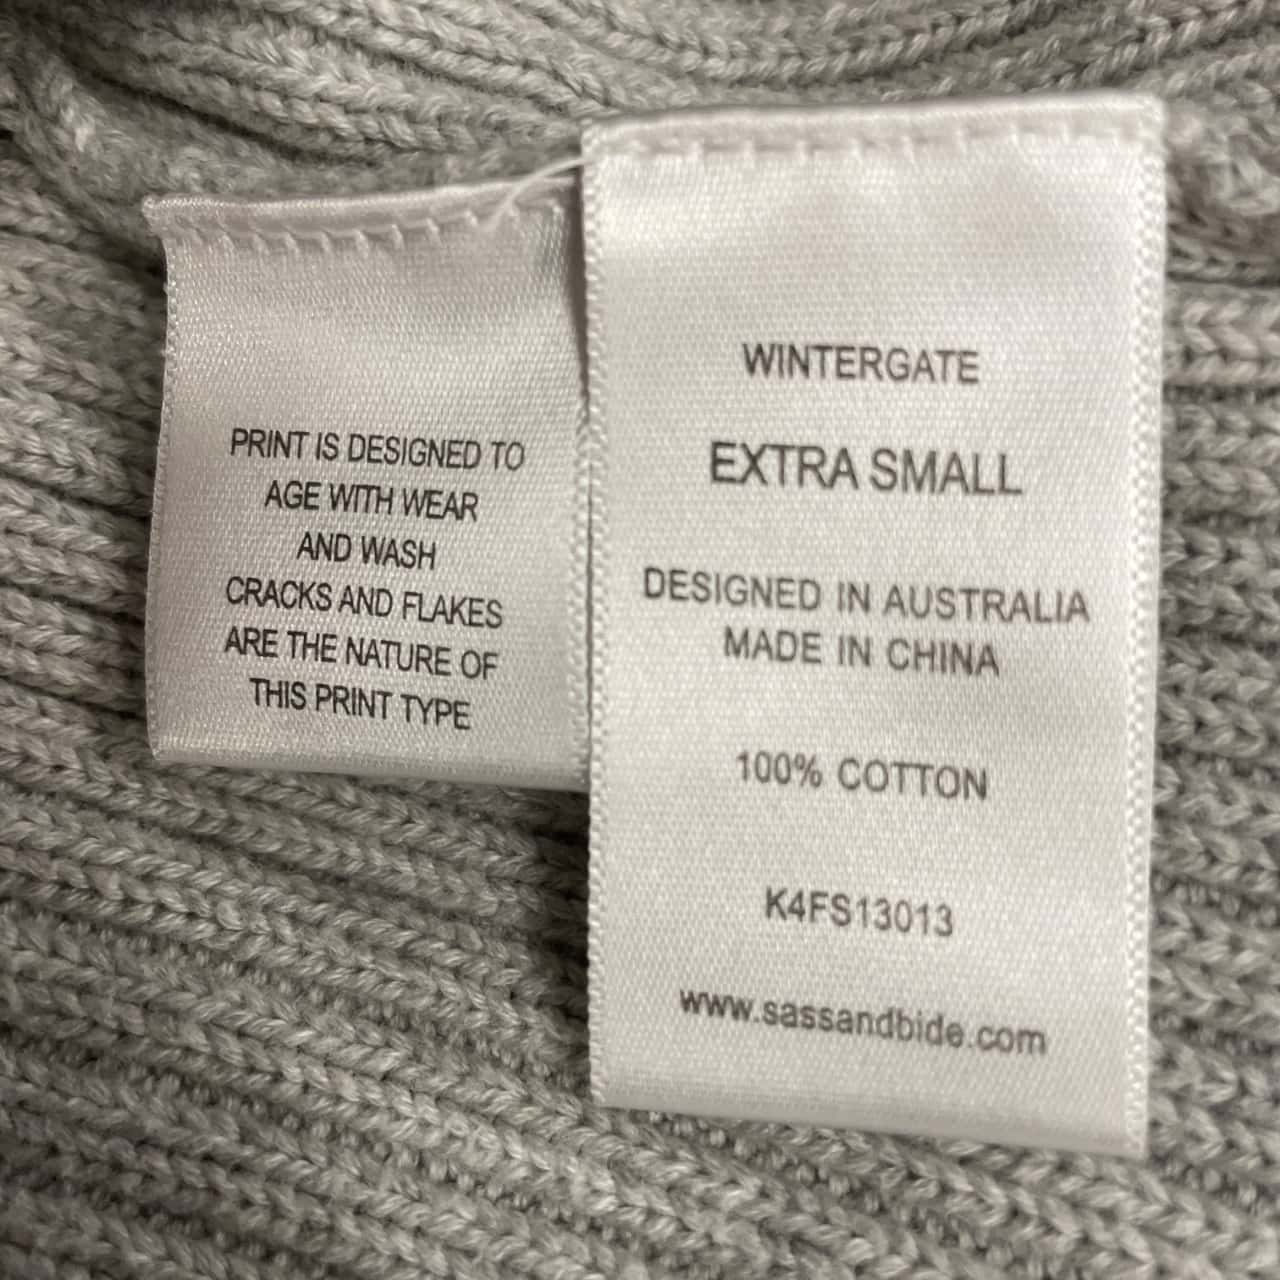 PRINT IS DESIGNED TO
AGE WITH WEAR
AND WASH
CRACKS AND FLAKES
ARE THE NATURE OF
THIS PRINT TYPE
WINTERGATE
EXTRA SMALL
DESIGNED IN AUSTRALIA
MADE IN CHINA
100% COTTON
K4FS13013
www.sassandbide.com